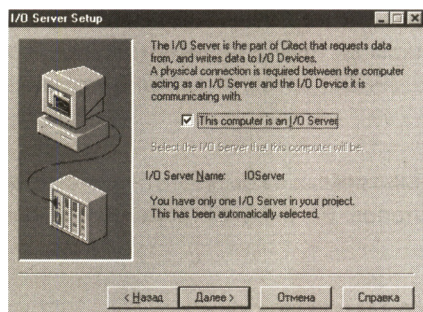 I/O Server Setup
The I/O Server is the part of Citect that requests data
from, and writes data to I/O Devices.
A physical connection is required between the computer
acting as an I/O Server and the I/O Device it is
communicating with.
This computer is an I/O Server
Select the I/O Server that this computer will be.
I/O Server Name: IOServer
You have only one I/O Server in your project.
This has been automatically selected.
< Назад Далее > Отмена Справка